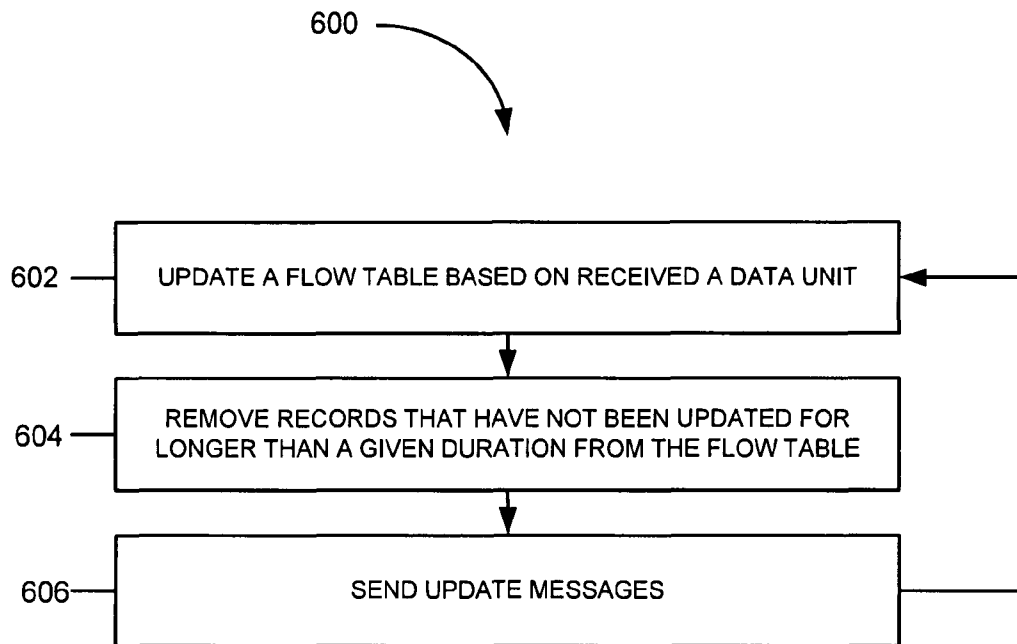 600
602
UPDATE A FLOW TABLE BASED ON RECEIVED A DATA UNIT
604
REMOVE RECORDS THAT HAVE NOT BEEN UPDATED FOR
LONGER THAN A GIVEN DURATION FROM THE FLOW TABLE
606
SEND UPDATE MESSAGES